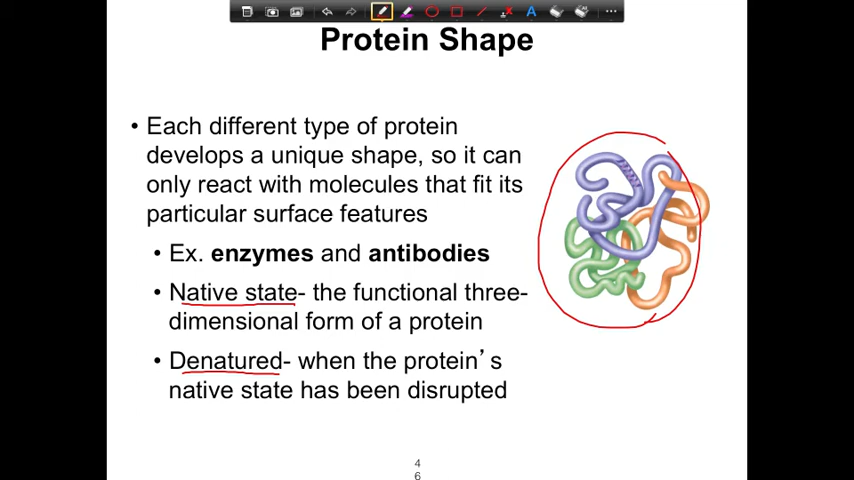 A
Protein Shape
• Each different type of protein
develops a unique shape, so it can
only react with molecules that fit its
particular surface features
• Ex. enzymes and antibodies
• Native state- the functional three-
dimensional form of a protein
• Denatured- when the protein’s
native state has been disrupted
4
6